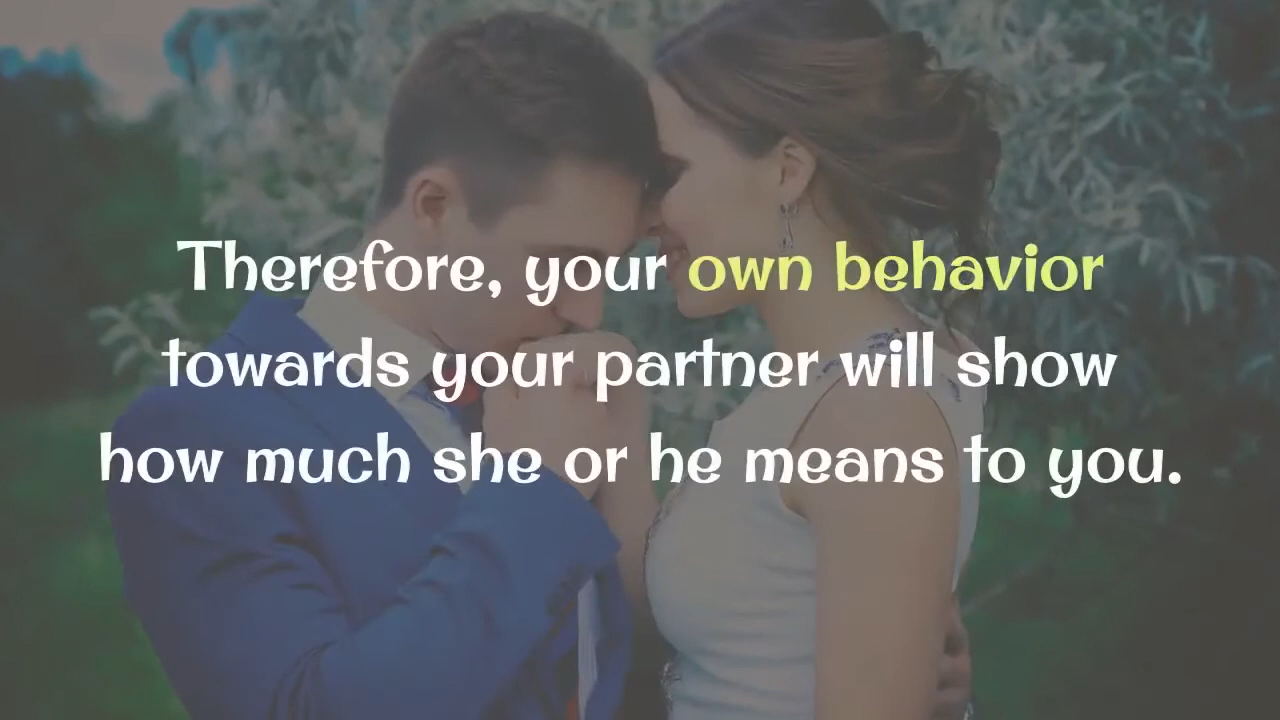 Therefore, your own behavior
towards your partner will show
how much she or he means to you.